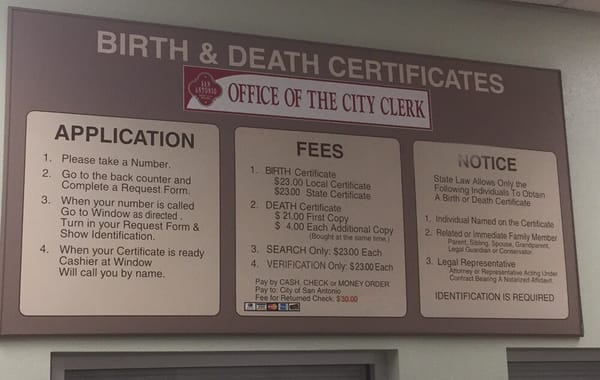 BIRTH & DEATH CERTIFICATES
SAN
ANTONIO
OFFICE OF THE CITY CLERK
APPLICATION
1. Please take a Number.
2. Go to the back counter and
Complete a Request Form.
3. When your number is called
Go to Window as directed.
Turn in your Request Form &
Show Identification.
4. When your Certificate is ready
Cashier at Window
Will call you by name.
FEES
1. BIRTH Certificate
$23.00 Local Certificate
$23.00 State Certificate
2. DEATH Certificate
$21.00 First Copy
$ 4.00 Each Additional Copy
(Bought at the same time.)
3. SEARCH Only: $23.00 Each
4. VERIFICATION Only: $23.00 Each
Pay by CASH, CHECK or MONEY ORDER
Pay to: City of San Antonio
Fee for Returned Check: $30.00
NOTICE
State Law Allows Only the
Following Individuals To Obtain
A Birth or Death Certificate
1. Individual Named on the Certificate
2. Related or Immediate Family Member
Parent, Sibling, Spouse, Grandparent,
Legal Guardian or Conservator.
3. Legal Representative
Attorney or Representative Acting Under
Contract Bearing A Notarized Affidavit.
IDENTIFICATION IS REQUIRED